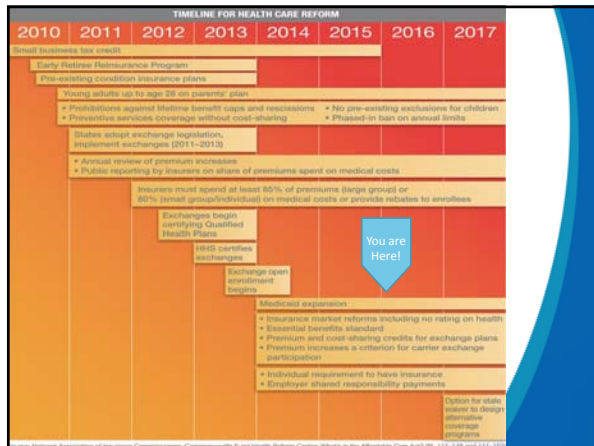 TIMELINE FOR HEALTH CARE REFORM
2010 2011 2012 2013 2014 2015 2016 2017
Small business tax credit
Early Retiree Reinsurance Program
Pre-existing condition insurance plans
Young adults up to age 26 on parents' plan
• Prohibitions against lifetime benefit caps and rescissions
• Preventive services coverage without cost-sharing
• No pre-existing exclusions for children
• Phased-in ban on annual limits
States adopt exchange legislation,
implement exchanges (2011–2013)
• Annual review of premium increases
• Public reporting by insurers on share of premiums spent on medical costs
Insurers must spend at least 85% of premiums (large group) or
80% (small group/individual) on medical costs or provide rebates to enrollees
Exchanges begin
certifying Qualified
Health Plans
HHS certifies
exchanges
Exchange open
enrollment
begins
You are
Here!
Medicaid expansion
• Insurance market reforms including no rating on health
• Essential benefits standard
• Premium and cost-sharing credits for exchange plans
• Premium increases a criterion for carrier exchange
participation
• Individual requirement to have insurance
• Employer shared responsibility payments
Option for state
waiver to design
alternative
coverage
programs